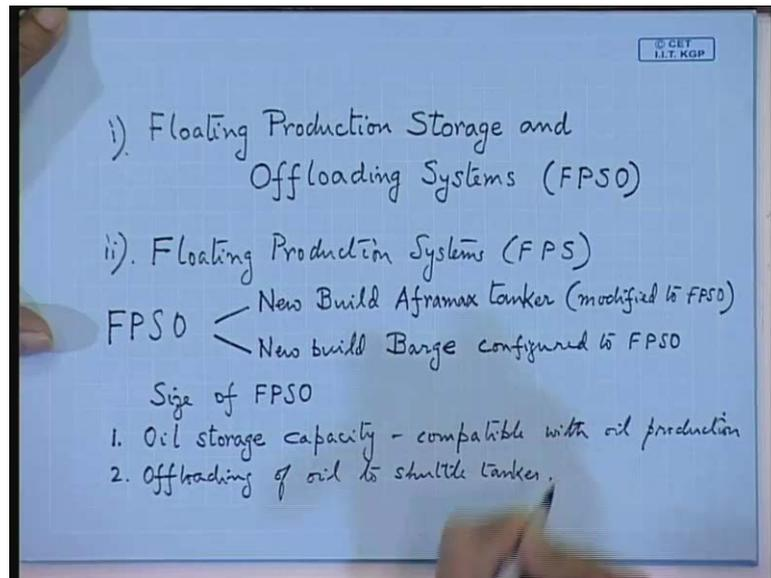 © CET
I.I.T. KGP
i). Floating Production Storage and
Offloading Systems (FPSO)
ii). Floating Production Systems (FPS)
FPSO
New Build Aframax tanker (modified to FPSO)
New build Barge configured to FPSO
Size of FPSO
1. Oil storage capacity - compatible with oil production
2. Offloading of oil to shuttle tanker.